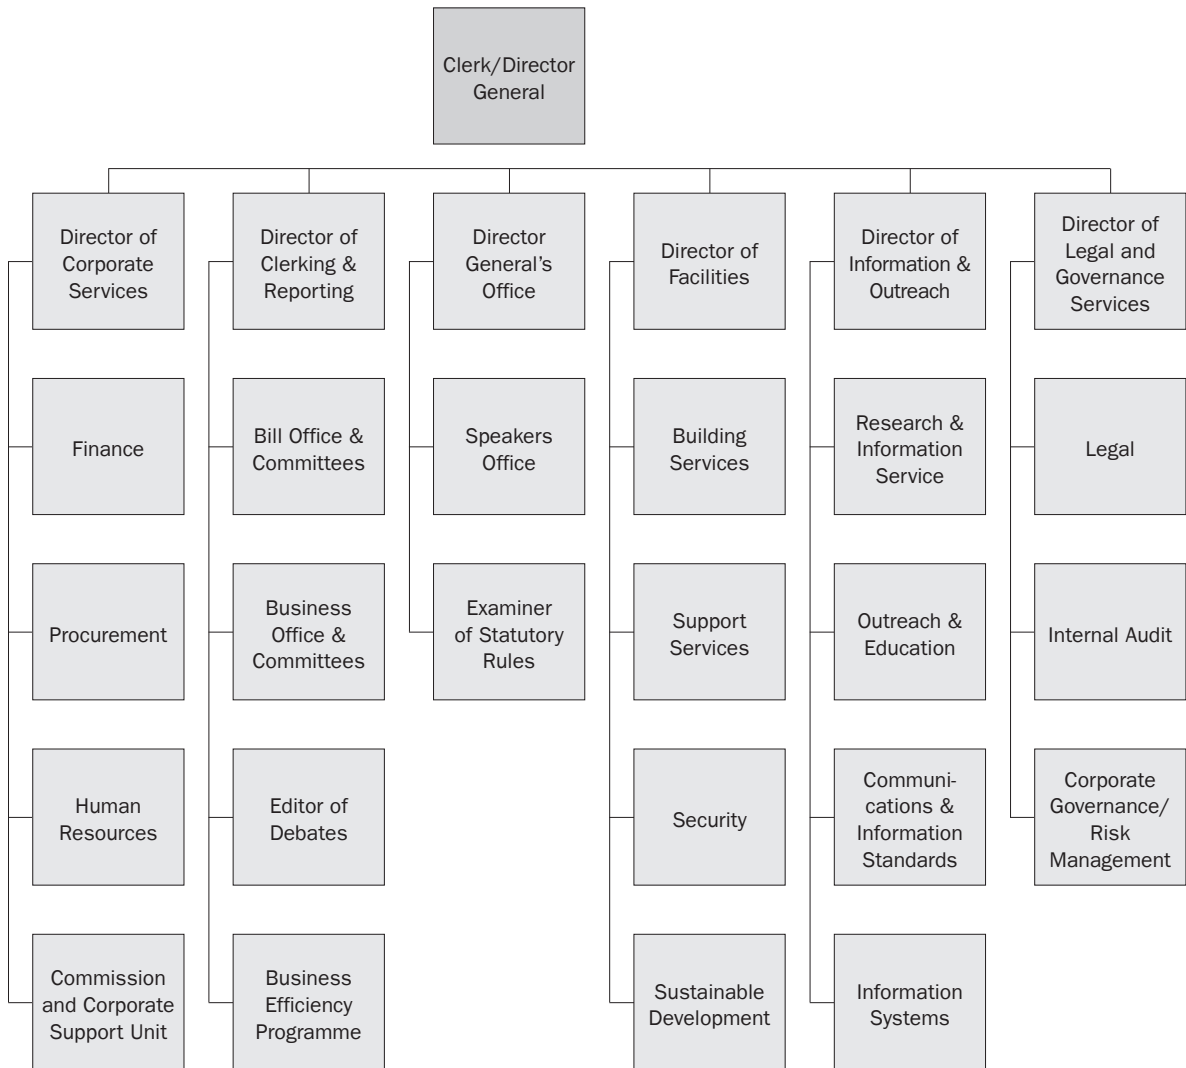 Clerk/Director
General
Director of
Corporate
Services
Director of
Clerking &
Reporting
Director
General’s
Office
Director of
Facilities
Director of
Information &
Outreach
Director of
Legal and
Governance
Services
Finance
Bill Office &
Committees
Speakers
Office
Building
Services
Research &
Information
Service
Legal
Procurement
Business
Office &
Committees
Examiner
of Statutory
Rules
Support
Services
Outreach &
Education
Internal Audit
Human
Resources
Editor of
Debates
Security
Communi-
cations &
Information
Standards
Corporate
Governance/
Risk
Management
Commission
and Corporate
Support Unit
Business
Efficiency
Programme
Sustainable
Development
Information
Systems